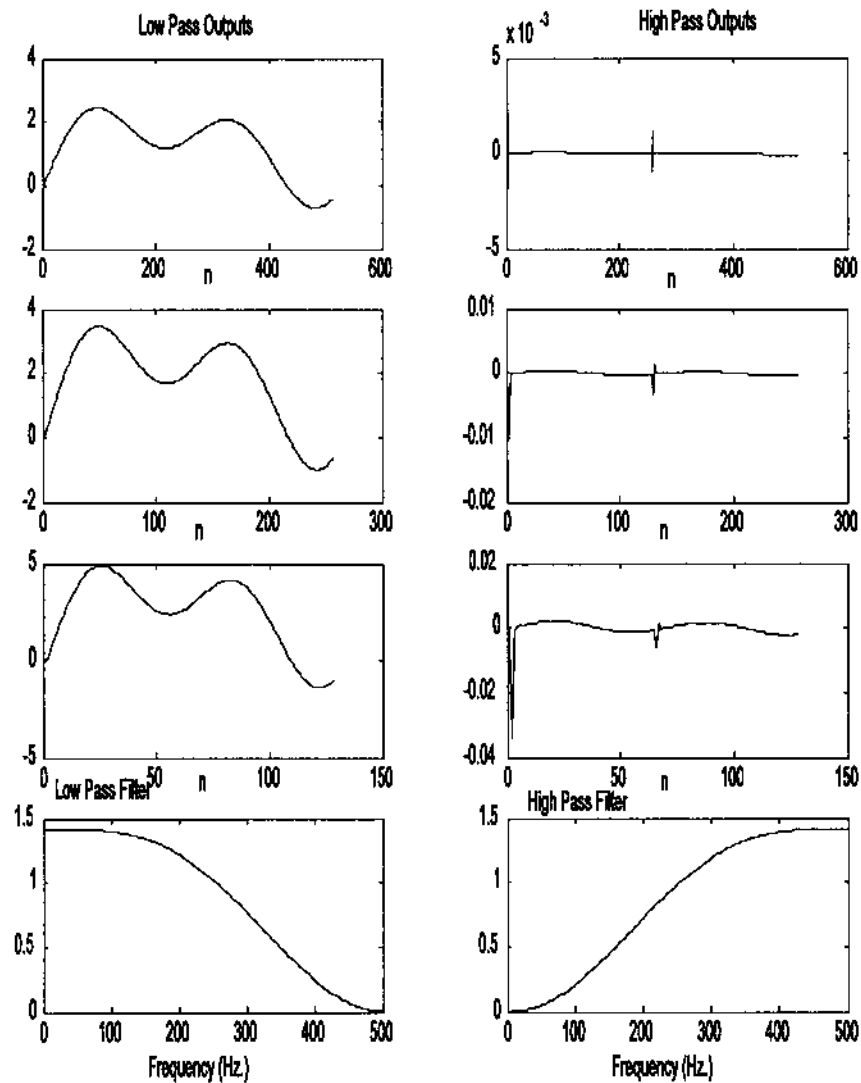 Low Pass Outputs
4
2
0
-2
0 200 400 600
n
x 10 -3
High Pass Outputs
5
0
-5
0 200 400 600
n
4
2
0
-2
0 100 200 300
n
0.01
0
-0.01
-0.02
0 100 200 300
n
5
0
-5
0 50 100 150
n
0.02
0
-0.02
-0.04
0 50 100 150
n
Low Pass Filter
1.5
1
0.5
0
0 100 200 300 400 500
Frequency (Hz.)
High Pass Filter
1.5
1
0.5
0
0 100 200 300 400 500
Frequency (Hz.)